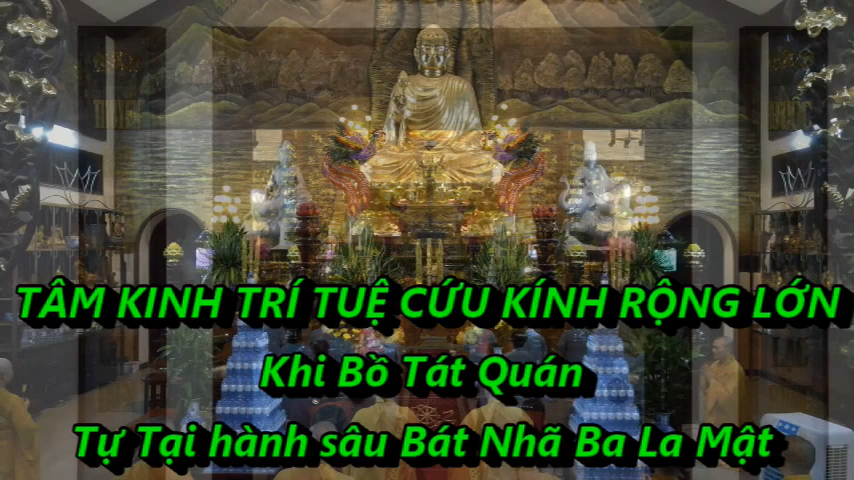 TÂM KINH TRÍ TUỆ CỨU KÍNH RỘNG LỚN
Khi Bồ Tát Quán
Tự Tại hành sâu Bát Nhã Ba La Mật